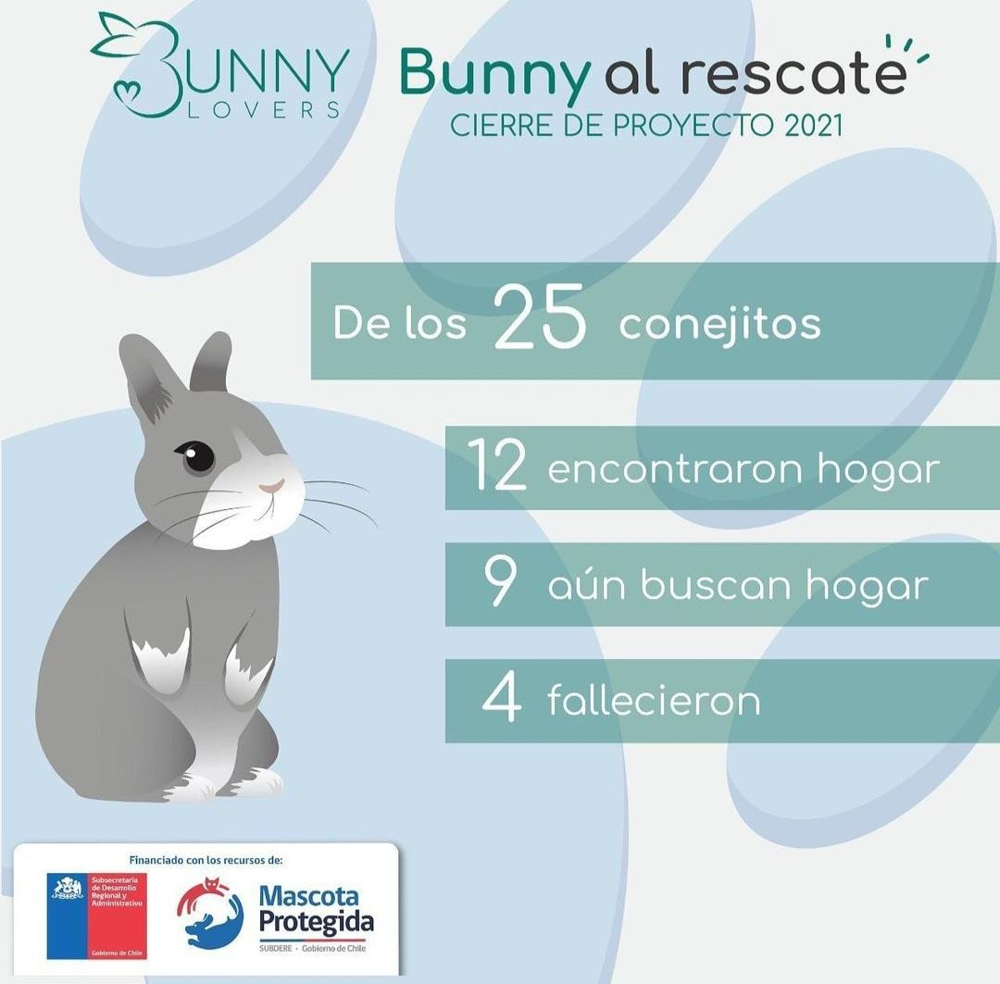 BUNNY
LOVERS
Bunny al rescate
CIERRE DE PROYECTO 2021
De los 25 conejitos
12 encontraron hogar
9 aún buscan hogar
4 fallecieron
Financiado con los recursos de:
Subsecretaría
de Desarrollo
Regional y
Administrativo
Gobierno de Chile
Mascota
Protegida
SUBDERE · Gobierno de Chile